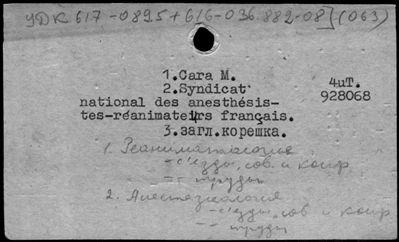 УДК 617-089.5+616-036.882-08](063)
1.Cara M.
2.Syndicat
national des anesthésis-
tes-réanimateurs français.
3.загл.корешка.
4чТ.
928068
1. Реаниматология
-съезды, сов. и конф.
-- труды
2. Анестезиология
-съезды, сов и конф
-- труды